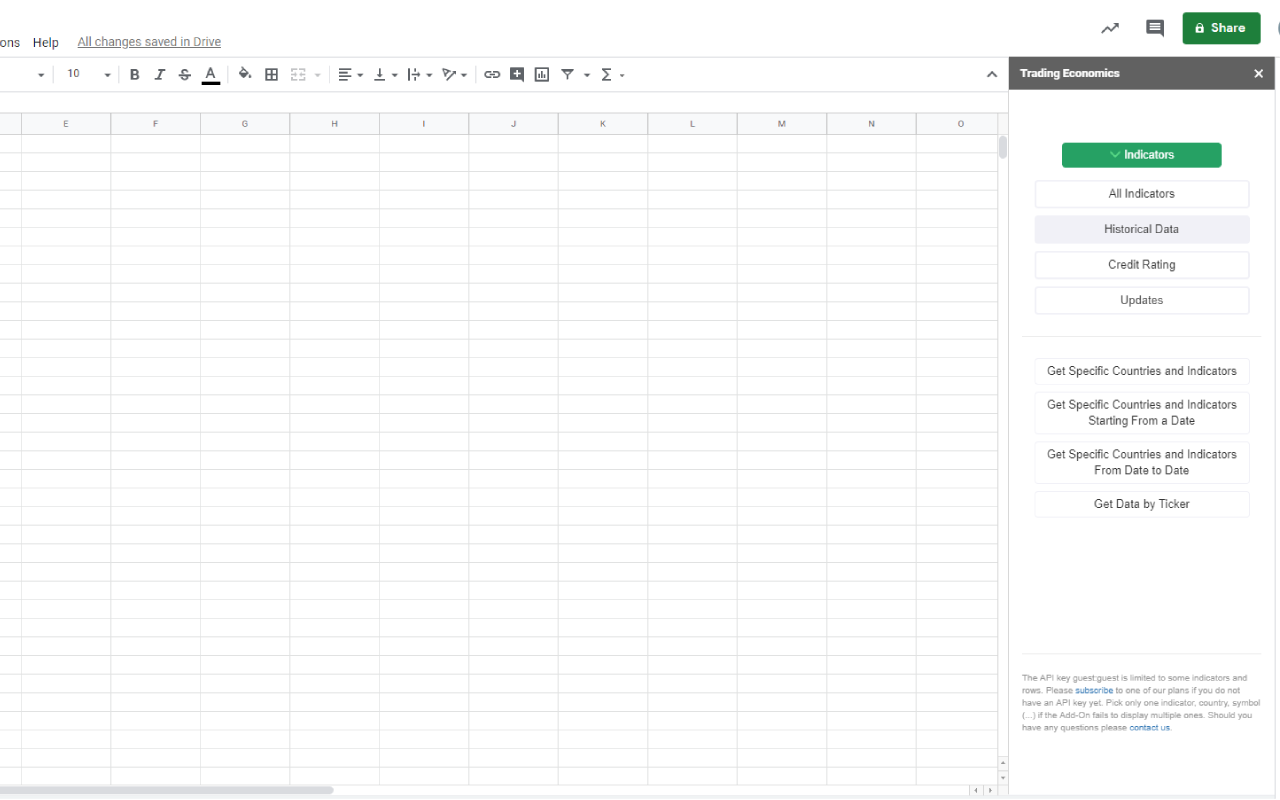 Share
ons Help All changes saved in Drive
10 B I S A
Trading Economics
E F G H I J K L M N O
Indicators
All Indicators
Historical Data
Credit Rating
Updates
Get Specific Countries and Indicators
Get Specific Countries and Indicators
Starting From a Date
Get Specific Countries and Indicators
From Date to Date
Get Data by Ticker
The API key guest:guest is limited to some indicators and
rows. Please subscribe to one of our plans if you do not
have an API key yet. Pick only one indicator, country, symbol
(...) if the Add-On fails to display multiple ones. Should you
have any questions please contact us.